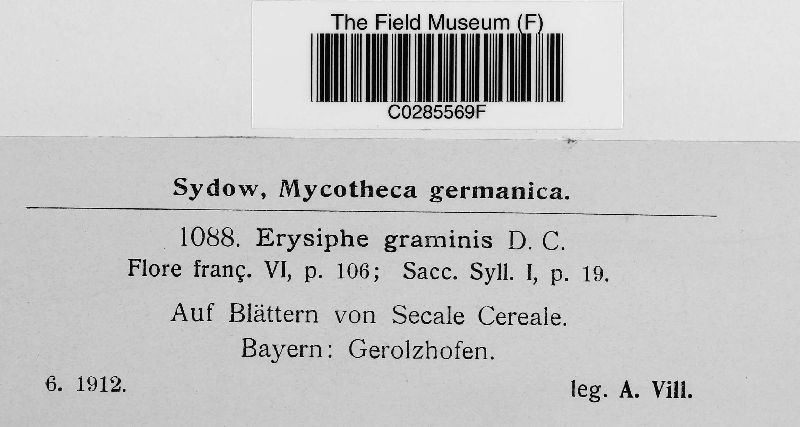 The Field Museum (F)
C0285569F
Sydow, Mycotheca germanica.
1088. Erysiphe graminis D. C.
Flore franç. VI, p. 106; Sacc. Syll. I, p. 19.
Auf Blättern von Secale Cereale.
Bayern: Gerolzhofen.
6. 1912. leg. A. Vill.